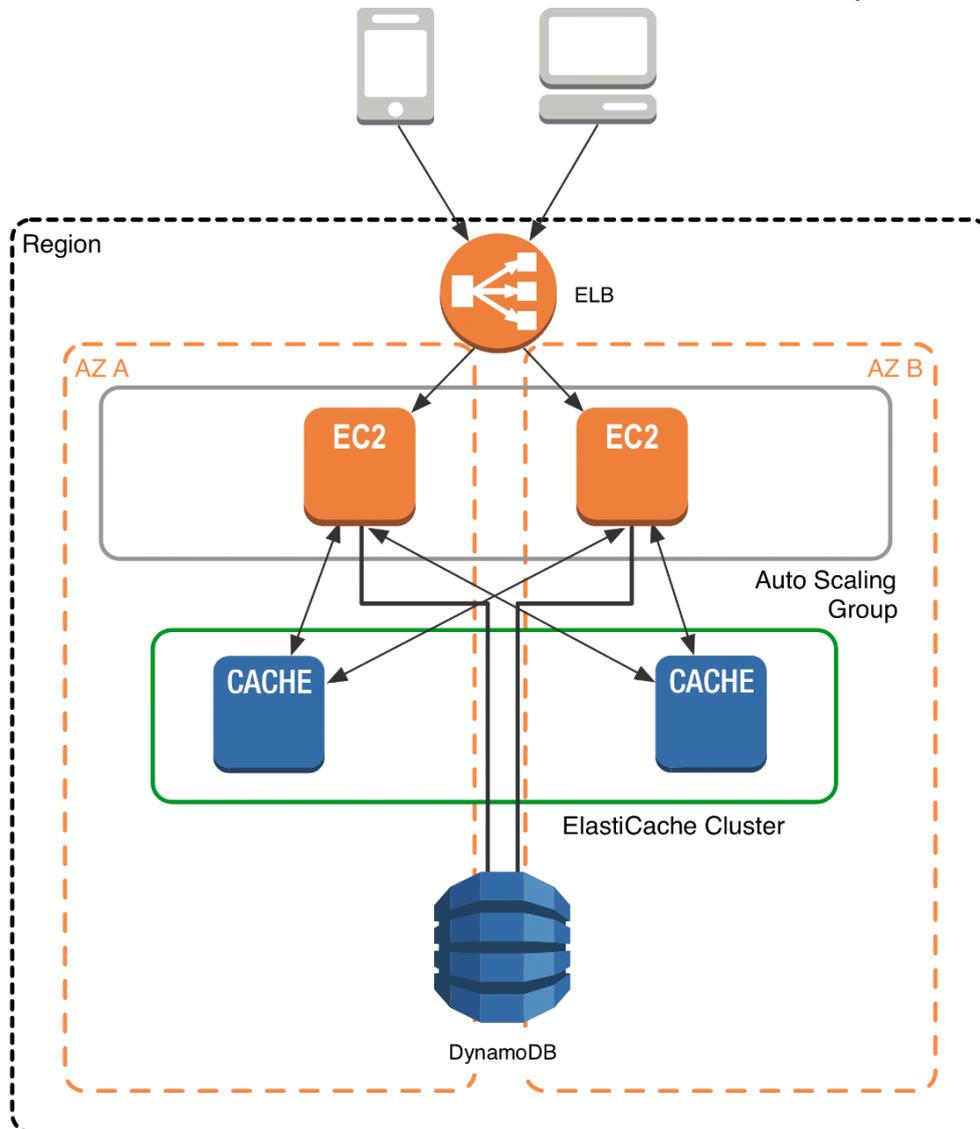 Region
ELB
AZ A
AZ B
EC2
EC2
Auto Scaling
Group
CACHE
CACHE
ElastiCache Cluster
DynamoDB